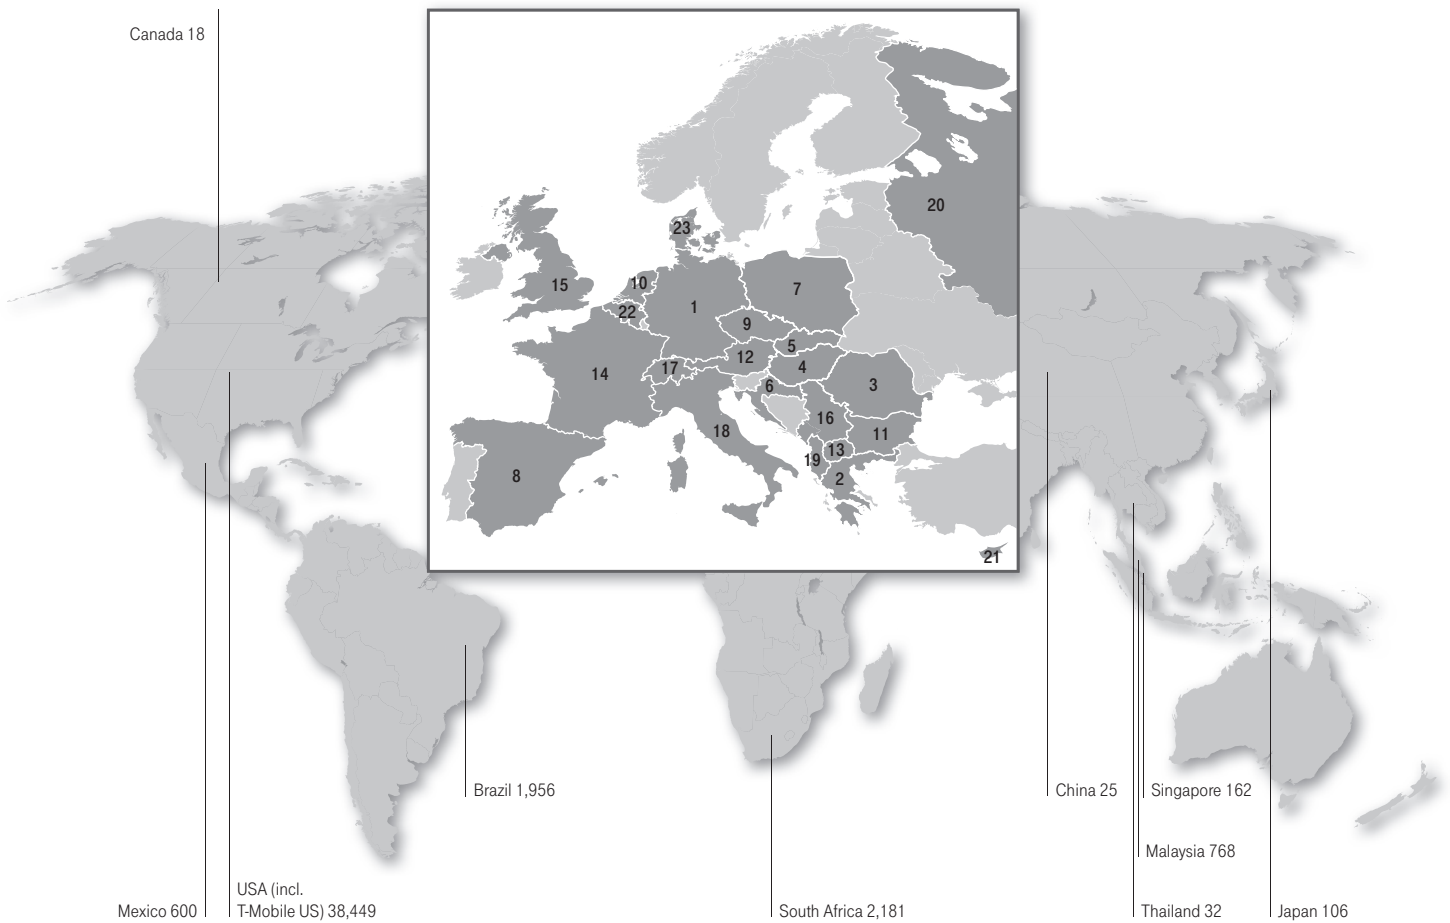 Canada 18
20
23
15
10
1
7
22
9
5
12
4
14
17
6
3
16
11
18
13
19
8
2
21
Brazil 1,956
China 25
Singapore 162
Malaysia 768
USA (incl.
T-Mobile US) 38,449
Mexico 600
South Africa 2,181
Thailand 32
Japan 106